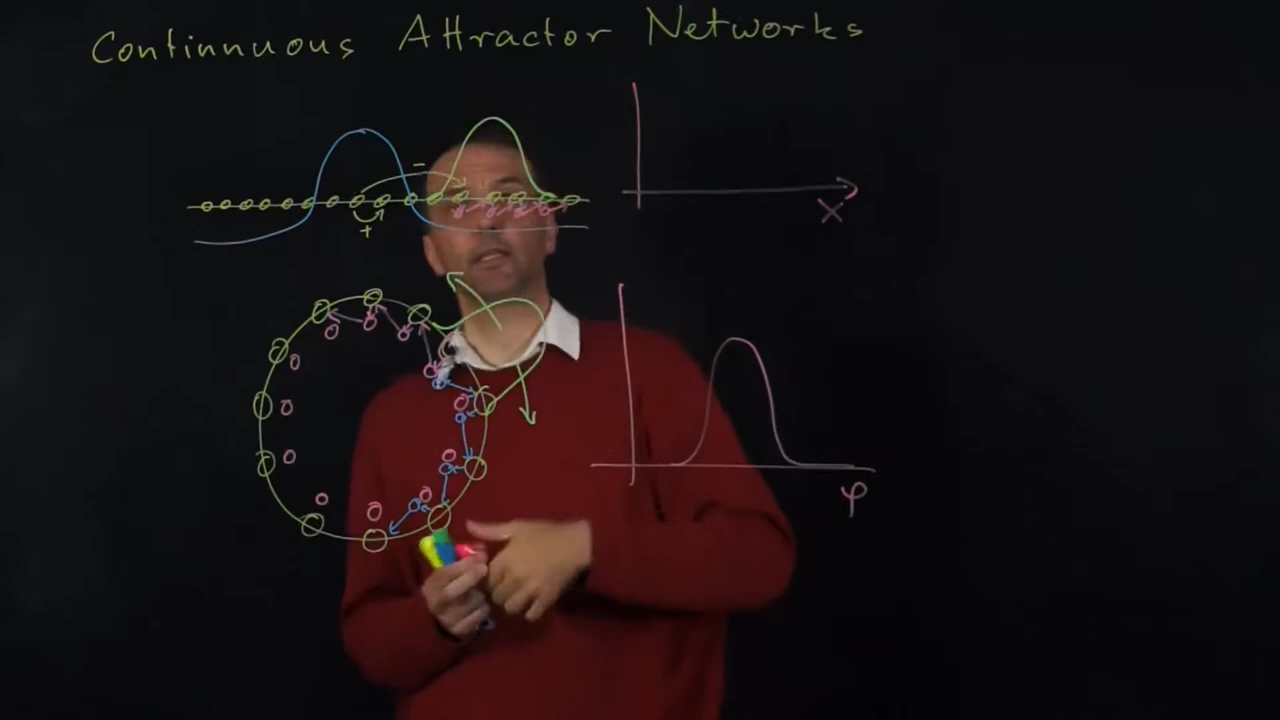 Continnuous Attractor Networks
−
+
x
φ